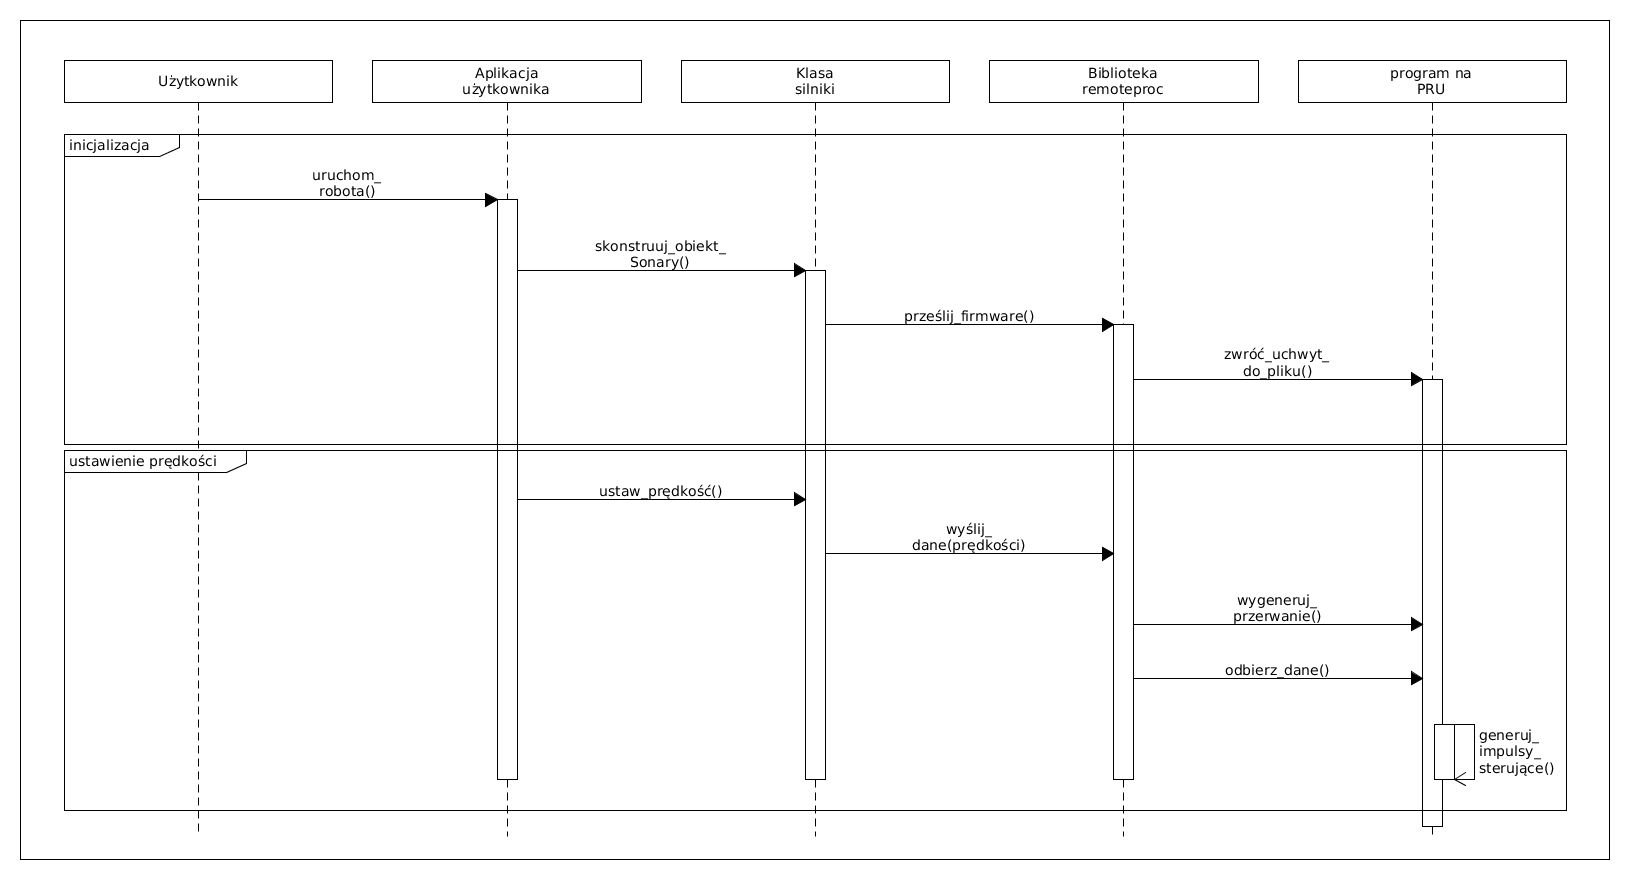 Użytkownik
Aplikacja
użytkownika
Klasa
silniki
Biblioteka
remoteproc
program na
PRU
inicjalizacja
uruchom_
robota()
skonstruuj_obiekt_
Sonary()
prześlij_firmware()
zwróć_uchwyt_
do_pliku()
ustawienie prędkości
ustaw_prędkość()
wyślij_
dane(prędkości)
wygeneruj_
przerwanie()
odbierz_dane()
generuj_
impulsy_
sterujące()